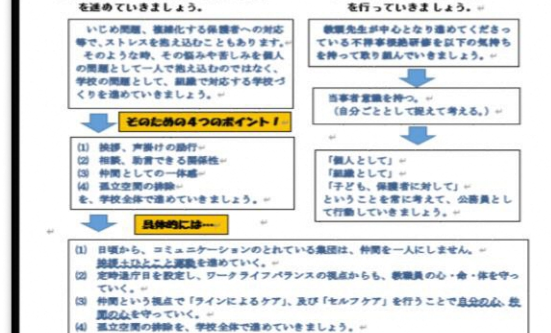 を進めていきましょう。
いじめ問題、複雑化する保護者への対応
等で、ストレスを抱え込むこともあります。
そのような時、その悩みや苦しみを個人
の問題として一人で抱え込むのではなく、
学校の問題として、組織で対応する学校づ
くりを進めていきましょう。
そのための4つのポイント！
(1) 挨拶、声掛けの励行
(2) 相談、助言できる関係性
(3) 仲間としての一体感
(4) 孤立空間の排除
を、学校全体で進めていきましょう。
を行っていきましょう。
教頭先生が中心となり進めてくださっ
ている不祥事根絶研修を以下の気持ち
を持って取り組んでいきましょう。
当事者意識を持つ。
（自分ごととして捉えて考える。）
「個人として」
「組織として」
「子ども、保護者に対して」
ということを常に考えて、公務員とし
て行動していきましょう。
具体的には…
(1) 日頃から、コミュニケーションのとれている集団は、仲間を一人にしません。
挨拶＋ひとこと運動を進めていく。
(2) 定時退庁日を設定し、ワークライフバランスの視点からも、教職員の心・命・体を守っ
ていく。
(3) 仲間という視点で「ラインによるケア」、及び「セルフケア」を行うことで自分の心、仲
間の心を守っていく。
(4) 孤立空間の排除を、学校全体で進めていきましょう。